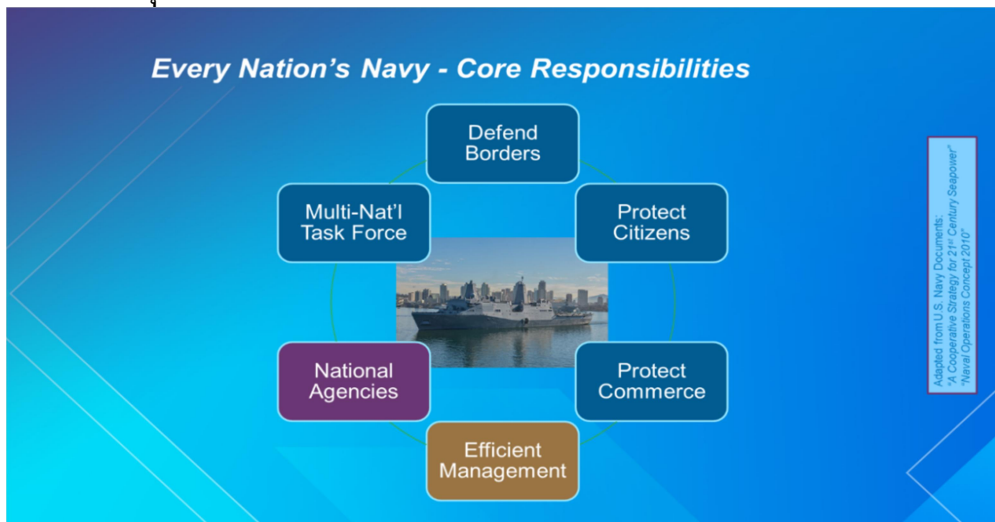 Every Nation's Navy - Core Responsibilities
Defend
Borders
Multi-Nat'l
Task Force
Protect
Citizens
National
Agencies
Protect
Commerce
Efficient
Management
Adapted from U.S. Navy Documents:
"A Cooperative Strategy for 21st Century Seapower"
"Naval Operations Concept 2010"